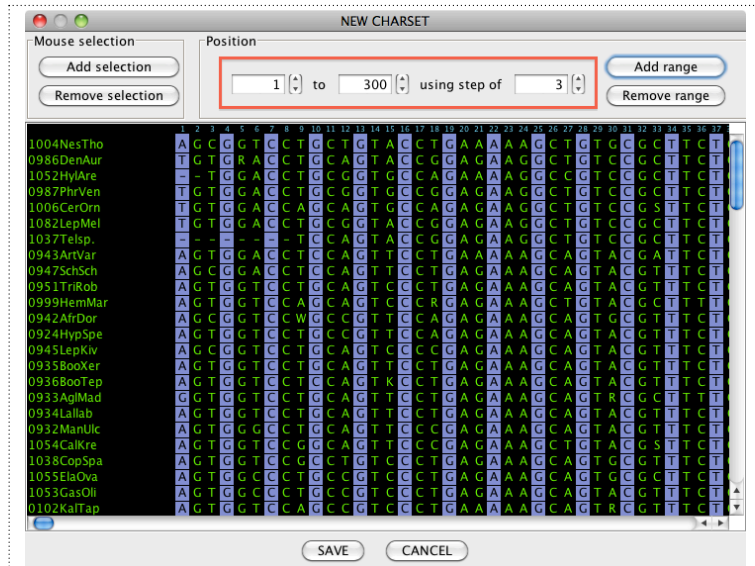 NEW CHARSET
Mouse selection
Position
Add selection
1 to 300 using step of 3
Add range
Remove selection
Remove range
1 2 3 4 5 6 7 8 9 10 11 12 13 14 15 16 17 18 19 20 21 22 23 24 25 26 27 28 29 30 31 32 33 34 35 36 37
1004NesTho A G C G G T C C T G C T G T A C C T G A A A A A G C T G T G C G C T T C T
0986DenAur T G T G R A C C T G C A G T A C C G G A G A A G G C T G T C C G C T T C T
1052HylAre - - T G G A C C T G C G G T G C C A G A A A A G G C C G T C C G C T T C T
0987PhrVen T G T G G A C C T G C G G T G C C G G A G A A G G C T G T C C G C T T C T
1006CerOrn T G T G G A C C A G C A G T G C C A G A G A A G G C T G T C C G S T T C T
1082LepMel T G T G G A C C T G C G G T A C C G G A G A A G G C T G T C C G C T T C T
1037Telsp. - - - - - - - T C C A G T A C C G G A G A A G G C T G T C C G C T T C T
0943ArtVar A G T G G A C C T G C A G T T C C T G A G A A A G C A G T A C G A T T C T
0947SchSch A G T G G A C C T G C A G T T C C T G A G A A A G C A G T A C G T T T C T
0951TriRob A G T G G T C C T G C A G T C C C T G A G A A A G C A G T A C G T T T C T
0999HemMar A G T G G T C C A G C A G T C C C R G A G A A A G C T G T A C G C T T T T
0942AfrDor A G C G G T C C W G C C G T T C C A G A G A A A G C A G T G C G T T T C T
0924HypSpe A G T G G T C C T G C C G T T C C T G A G A A A G C A G T A C G T T T C T
0945LepKiv A G C G G T C C T G C A G T C C C C G A G A A A G C A G T A C G T T T C T
0935BooXer A G T G G T C C T G C A G T T C C T G A G A A A G C A G T A C G T T T C T
0936BooTep A G T G G T C C T G C A G T K C C T G A G A A A G C A G T A C G T T T C T
0933AglMad G G T G G T C C T G C A G T T C C T G A G A A A G C A G T R C G C T T T T
0934Lallab A G T G G T C C T G C A G T T C C T G A G A A A G C A G T A C G T T T C T
0932ManUlc A G T G G G C C T G C A G T T C C T G A G A A A G C A G T A C G T T T C T
1054CalKre A G T G G T C C G G C A G T T C C C G A G A A A G C T G T A C G S T T C T
1038CopSpa A G T G G T C C G C C T G T C C C T G A G A A A G C A G T G C G T T T C T
1055ElaOva A G T G G C C C T G C C G T C C C T G A G A A A G C A G T G C G C T T C T
1053GasOli A G T G G C C C T G C C G T C C C T G A G A A A G C A G T A C G T T T C T
0102KalTap A G T G G T C C A G C C G T C C C T G A A A A A G C A G T R C G T T T C T
SAVE
CANCEL